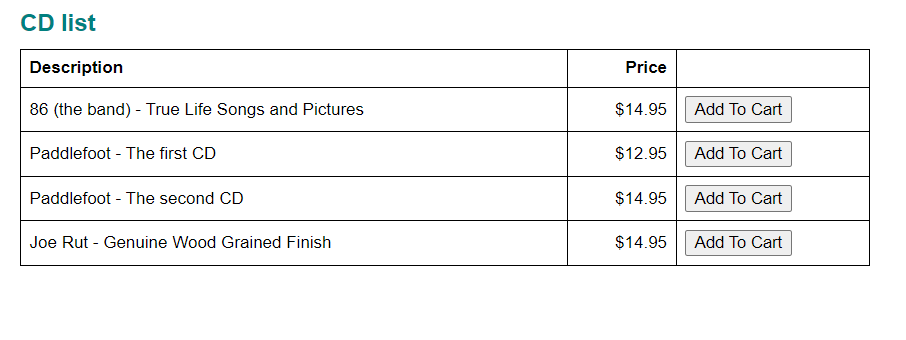 CD list
Description Price
86 (the band) - True Life Songs and Pictures $14.95 Add To Cart
Paddlefoot - The first CD $12.95 Add To Cart
Paddlefoot - The second CD $14.95 Add To Cart
Joe Rut - Genuine Wood Grained Finish $14.95 Add To Cart